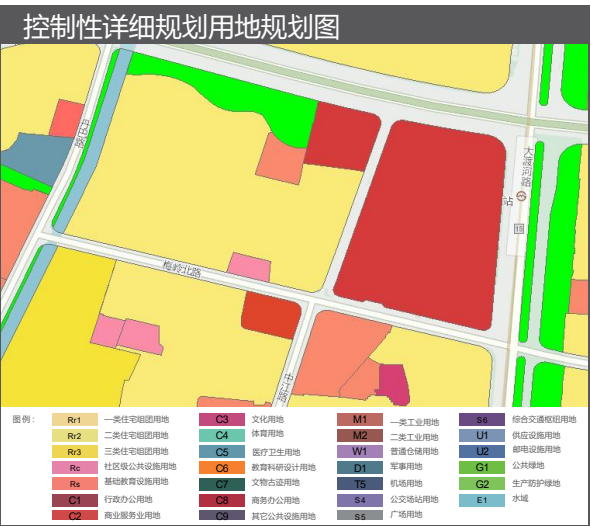 控制性详细规划用地规划图
大渡河路
站
15
梅岭北路
中江路
图例：
Rr1 一类住宅组团用地
Rr2 二类住宅组团用地
Rr3 三类住宅组团用地
Rc 社区级公共设施用地
Rs 基础教育设施用地
C1 行政办公用地
C2 商业服务业用地
C3 文化用地
C4 体育用地
C5 医疗卫生用地
C6 教育科研设计用地
C7 文物古迹用地
C8 商务办公用地
C9 其它公共设施用地
M1 一类工业用地
M2 二类工业用地
W1 普通仓储用地
D1 军事用地
T5 机场用地
S4 公交场站用地
S5 广场用地
S6 综合交通枢纽用地
U1 供应设施用地
U2 邮电设施用地
G1 公共绿地
G2 生产防护绿地
E1 水域